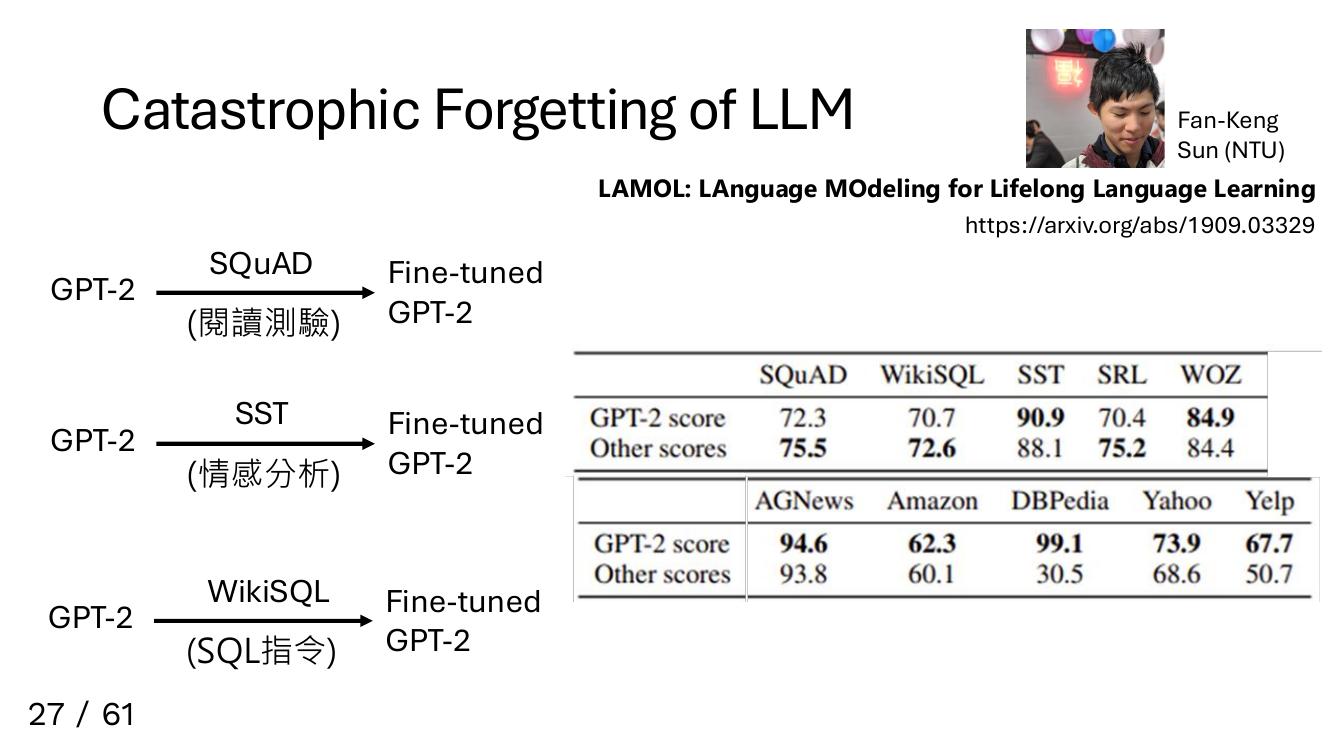 Catastrophic Forgetting of LLM
Fan-Keng
Sun (NTU)
LAMOL: LAnguage MOdeling for Lifelong Language Learning
https://arxiv.org/abs/1909.03329
SQuAD
GPT-2
Fine-tuned
GPT-2
(閱讀測驗)
SST
GPT-2
Fine-tuned
GPT-2
(情感分析)
WikiSQL
GPT-2
Fine-tuned
GPT-2
(SQL指令)
SQuAD WikiSQL SST SRL WOZ
GPT-2 score 72.3 70.7 90.9 70.4 84.9
Other scores 75.5 72.6 88.1 75.2 84.4
AGNews Amazon DBPedia Yahoo Yelp
GPT-2 score 94.6 62.3 99.1 73.9 67.7
Other scores 93.8 60.1 30.5 68.6 50.7
27 / 61